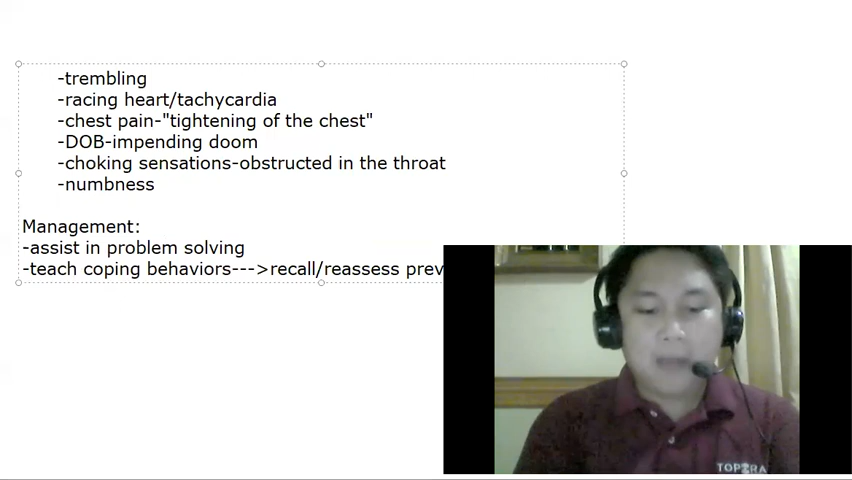 -trembling
-racing heart/tachycardia
-chest pain-"tightening of the chest"
-DOB-impending doom
-choking sensations-obstructed in the throat
-numbness
Management:
-assist in problem solving
-teach coping behaviors--->recall/reassess prev